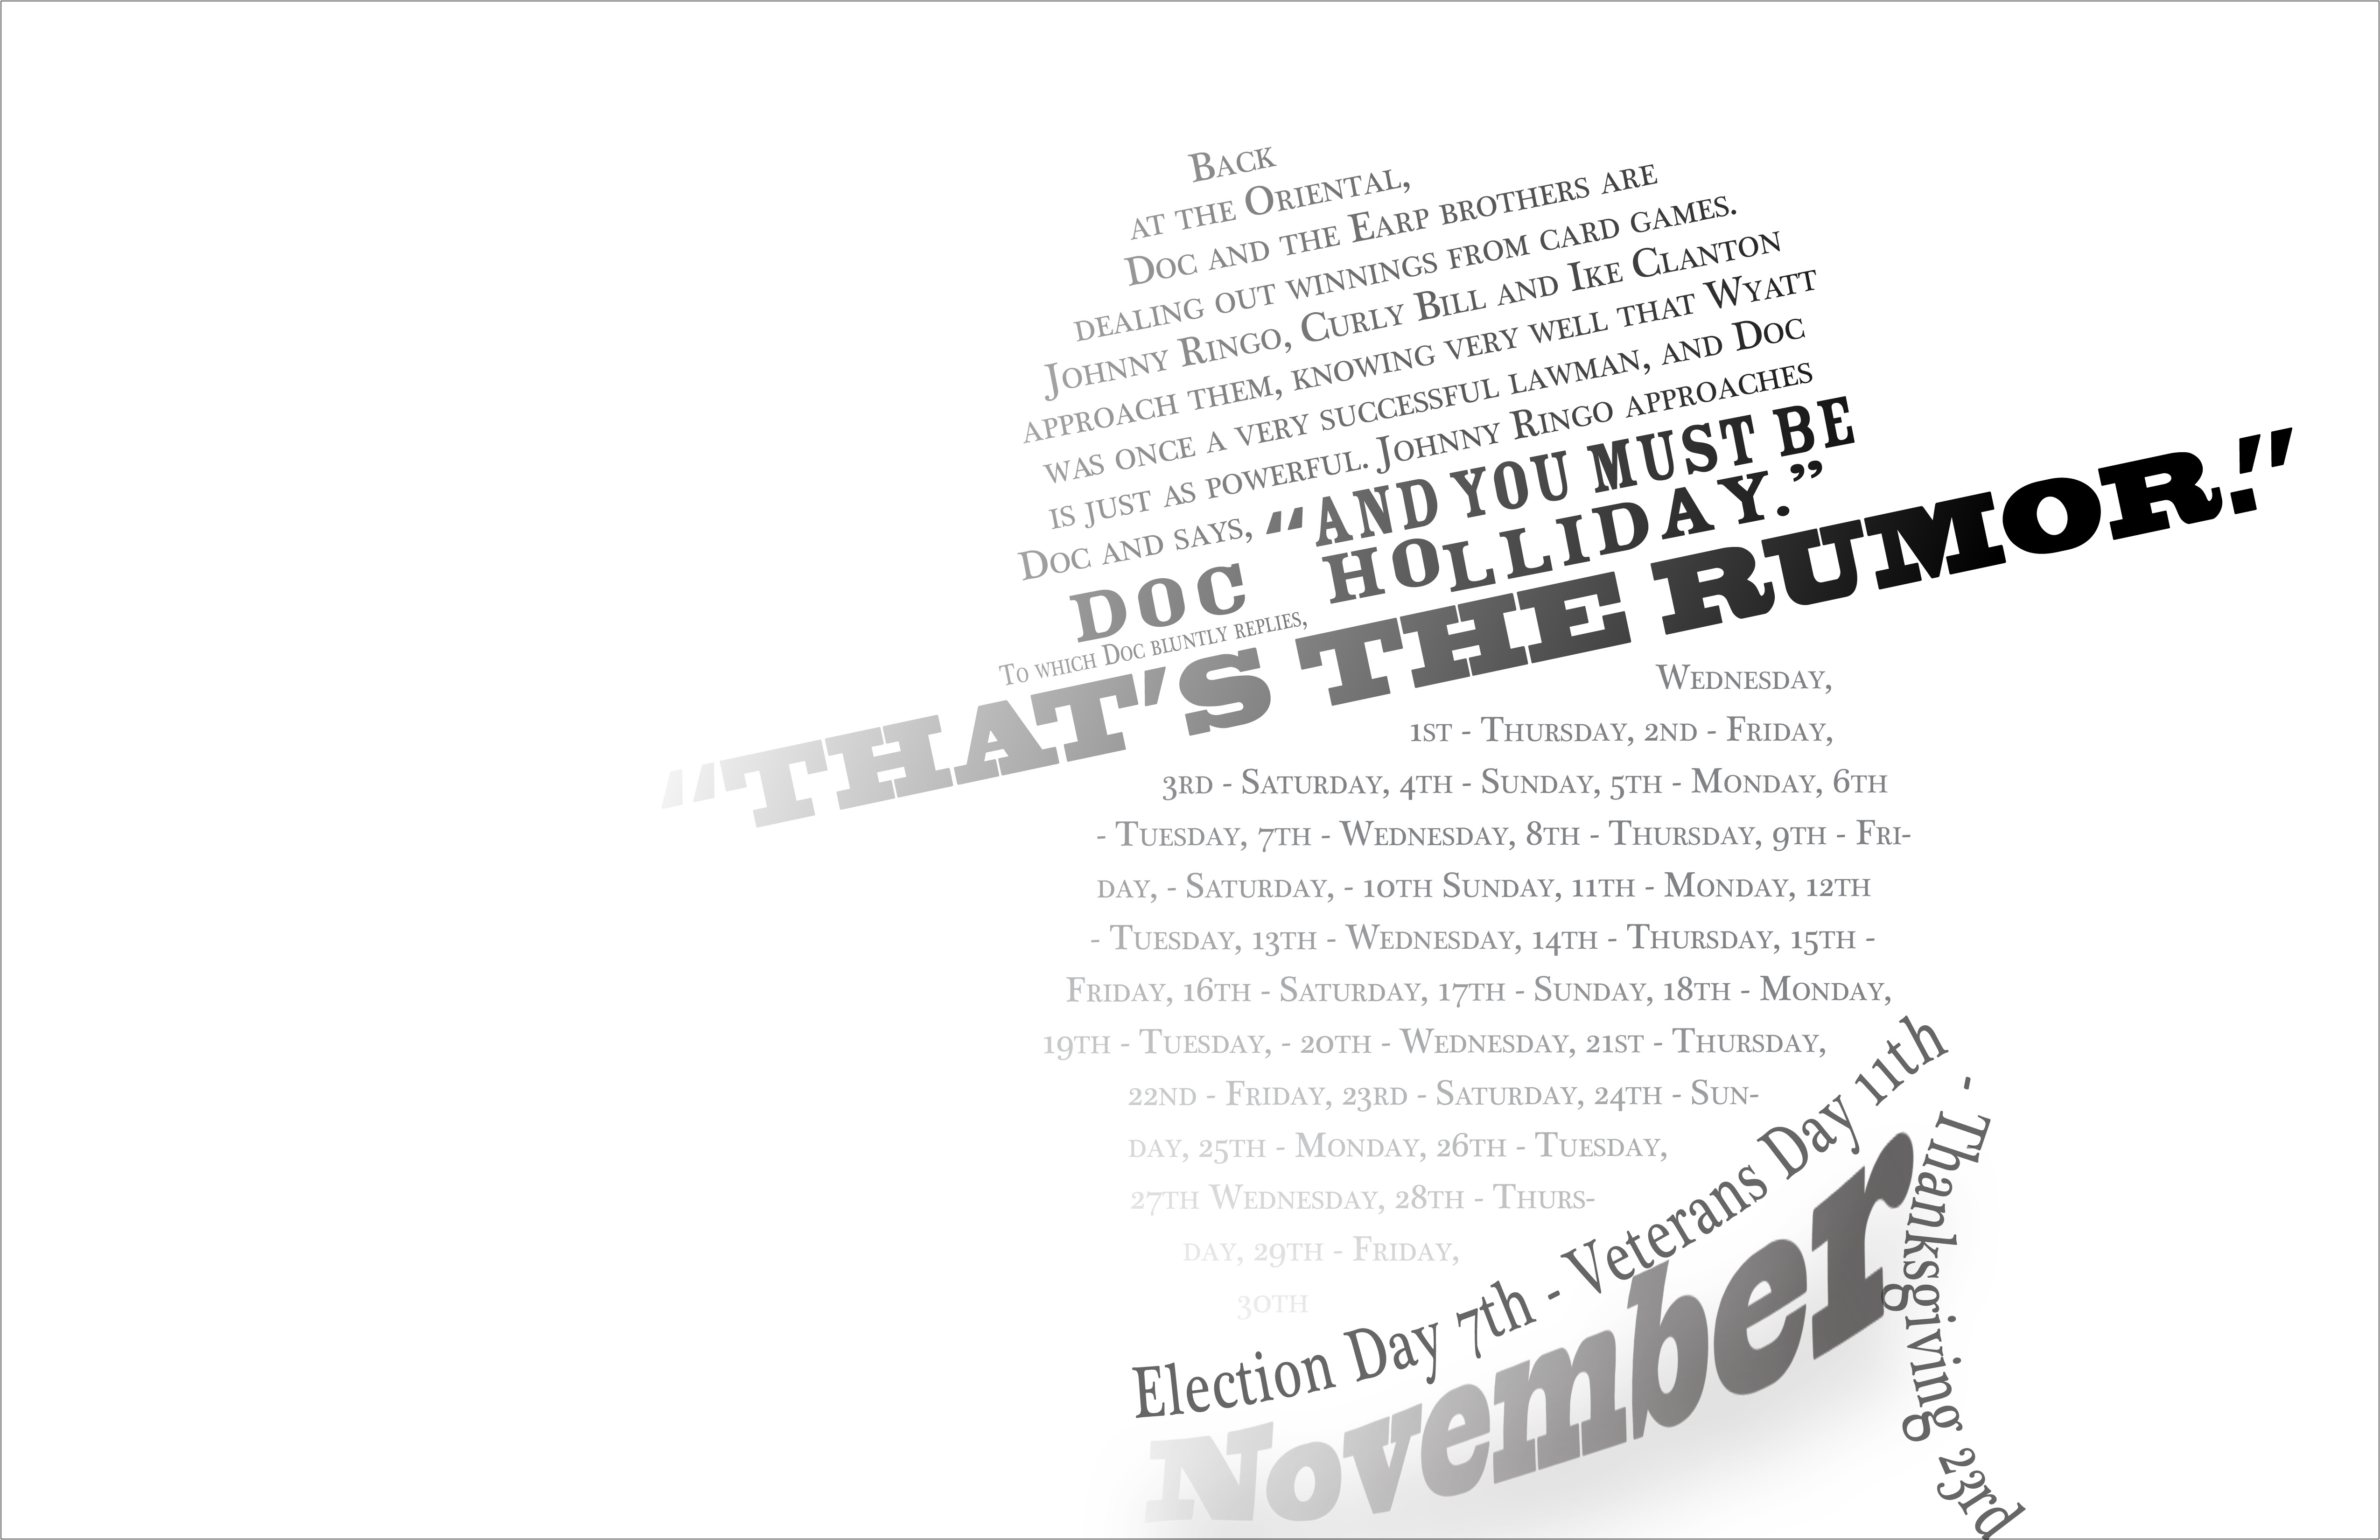 Back
at the Oriental,
Doc and the Earp brothers are
dealing out winnings from card games.
Johnny Ringo, Curly Bill and Ike Clanton
approach them, knowing very well that Wyatt
was once a very successful lawman, and Doc
is just as powerful. Johnny Ringo approaches
Doc and says, “AND YOU MUST BE
DOC HOLLIDAY.”
To which Doc bluntly replies,
“THAT’S THE RUMOR.”
Wednesday,
1st - Thursday, 2nd - Friday,
3rd - Saturday, 4th - Sunday, 5th - Monday, 6th
- Tuesday, 7th - Wednesday, 8th - Thursday, 9th - Fri-
day, - Saturday, - 10th Sunday, 11th - Monday, 12th
- Tuesday, 13th - Wednesday, 14th - Thursday, 15th -
Friday, 16th - Saturday, 17th - Sunday, 18th - Monday,
19th - Tuesday, - 20th - Wednesday, 21st - Thursday,
22nd - Friday, 23rd - Saturday, 24th - Sun-
day, 25th - Monday, 26th - Tuesday,
27th Wednesday, 28th - Thurs-
day, 29th - Friday,
30th
Election Day 7th - Veterans Day 11th - Thanksgiving 23rd
November